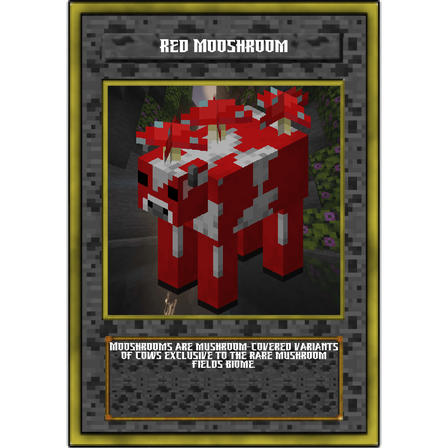 Red Mooshroom
Mooshrooms are mushroom-covered variants
of cows exclusive to the rare mushroom
fields biome